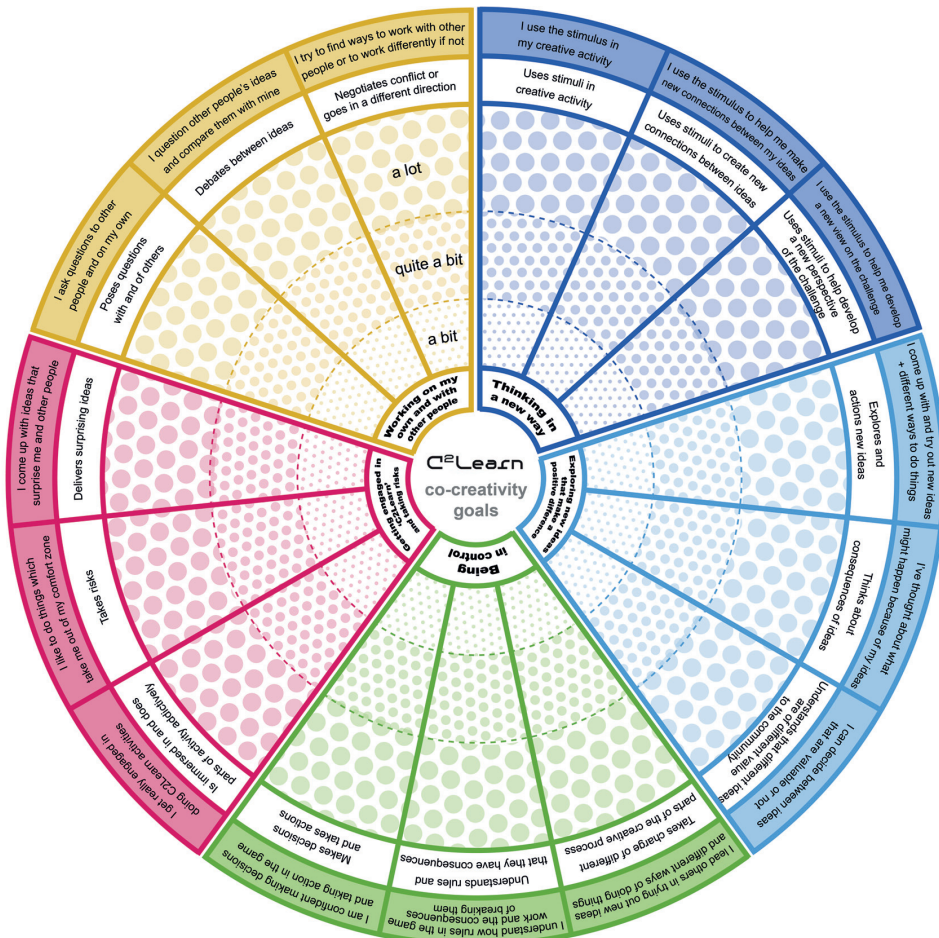 C²Learn
co-creativity
goals
Thinking in
a new way
I use the stimulus in
my creative activity
Uses stimuli in
creative activity
I use the stimulus to help me make
new connections between my ideas
Uses stimuli to create new
connections between ideas
I use the stimulus to help me develop
a new view on the challenge
Uses stimuli to help develop
a new perspective
of the challenge
Exploring new ideas
that make a
positive difference
I come up with and try out new ideas
+ different ways to do things
Explores and
actions new ideas
I've thought about what
might happen because of my ideas
Thinks about
consequences of ideas
I can decide between ideas
that are valuable or not
Understands that different ideas
are of different value
to the community
Being
in control
I lead others in trying out new ideas
and different ways of doing things
Takes charge of different
parts of the creative process
I understand how rules in the game
work and the consequences
of breaking them
Understands rules and
that they have consequences
I am confident making decisions
and taking action in the game
Makes decisions
and takes actions
Getting engaged in
'C2Learn'
and taking risks
I get really engaged in
doing C2Learn activities
Is immersed in and does
parts of activity addictively
I like to do things which
take me out of my comfort zone
Takes risks
I come up with ideas that
surprise me and other people
Delivers surprising ideas
Working on my
own and with
other people
I ask questions to other
people and on my own
Poses questions
with and of others
I question other people's ideas
and compare them with mine
Debates between ideas
I try to find ways to work with other
people or to work differently if not
Negotiates conflict or
goes in a different direction
a lot
quite a bit
a bit